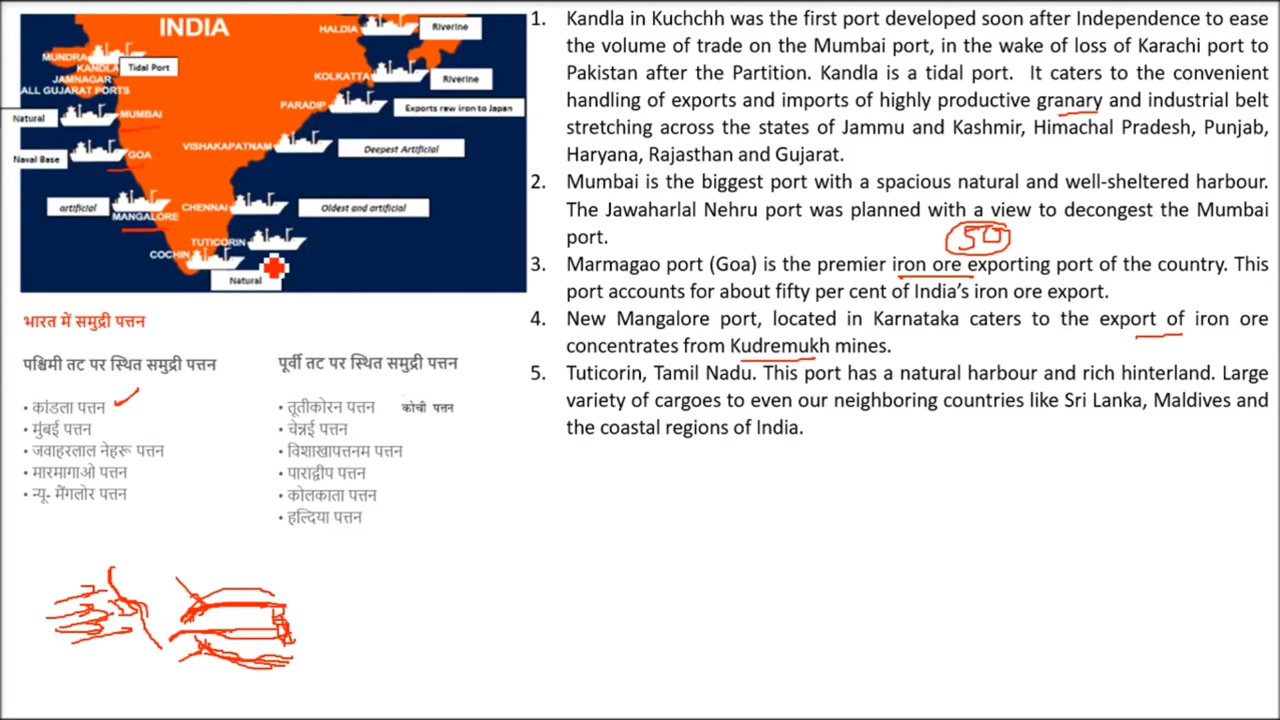 INDIA
HALDIA
Riverine
MUNDRA
KANDLA
Tidal Port
JAMNAGAR
ALL GUJARAT PORTS
KOLKATTA
Riverine
PARADIP
Exports raw iron to Japan
Natural
MUMBAI
Naval Base
GOA
VISHAKAPATNAM
Deepest Artificial
artificial
MANGALORE
CHENNAI
Oldest and artificial
TUTICORIN
COCHIN
Natural
भारत में समुद्री पत्तन
पश्चिमी तट पर स्थित समुद्री पत्तन
• कांडला पत्तन
• मुंबई पत्तन
• जवाहरलाल नेहरू पत्तन
• मारमागाओ पत्तन
• न्यू- मैंगलोर पत्तन
पूर्वी तट पर स्थित समुद्री पत्तन
• तूतीकोरन पत्तन
कोची पत्तन
• चेन्नई पत्तन
• विशाखापत्तनम पत्तन
• पाराद्वीप पत्तन
• कोलकाता पत्तन
• हल्दिया पत्तन
1. Kandla in Kuchchh was the first port developed soon after Independence to ease
the volume of trade on the Mumbai port, in the wake of loss of Karachi port to
Pakistan after the Partition. Kandla is a tidal port. It caters to the convenient
handling of exports and imports of highly productive granary and industrial belt
stretching across the states of Jammu and Kashmir, Himachal Pradesh, Punjab,
Haryana, Rajasthan and Gujarat.
2. Mumbai is the biggest port with a spacious natural and well-sheltered harbour.
The Jawaharlal Nehru port was planned with a view to decongest the Mumbai
port.
50
3. Marmagao port (Goa) is the premier iron ore exporting port of the country. This
port accounts for about fifty per cent of India's iron ore export.
4. New Mangalore port, located in Karnataka caters to the export of iron ore
concentrates from Kudremukh mines.
5. Tuticorin, Tamil Nadu. This port has a natural harbour and rich hinterland. Large
variety of cargoes to even our neighboring countries like Sri Lanka, Maldives and
the coastal regions of India.